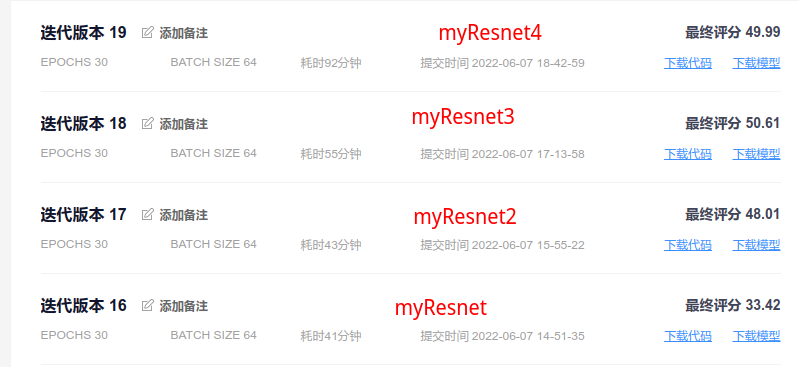 迭代版本 19 添加备注 myResnet4 最终评分 49.99
EPOCHS 30 BATCH SIZE 64 耗时92分钟 提交时间 2022-06-07 18-42-59 下载代码 下载模型
迭代版本 18 添加备注 myResnet3 最终评分 50.61
EPOCHS 30 BATCH SIZE 64 耗时55分钟 提交时间 2022-06-07 17-13-58 下载代码 下载模型
迭代版本 17 添加备注 myResnet2 最终评分 48.01
EPOCHS 30 BATCH SIZE 64 耗时43分钟 提交时间 2022-06-07 15-55-22 下载代码 下载模型
迭代版本 16 添加备注 myResnet 最终评分 33.42
EPOCHS 30 BATCH SIZE 64 耗时41分钟 提交时间 2022-06-07 14-51-35 下载代码 下载模型